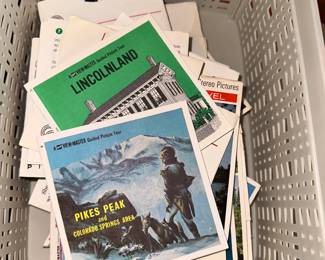 A VIEW-MASTER Guided Picture Tour
LINCOLNLAND
Stereo Pictures
VEL
A VIEW-MASTER Guided Picture Tour
PIKES PEAK
and
COLORADO SPRINGS AREA